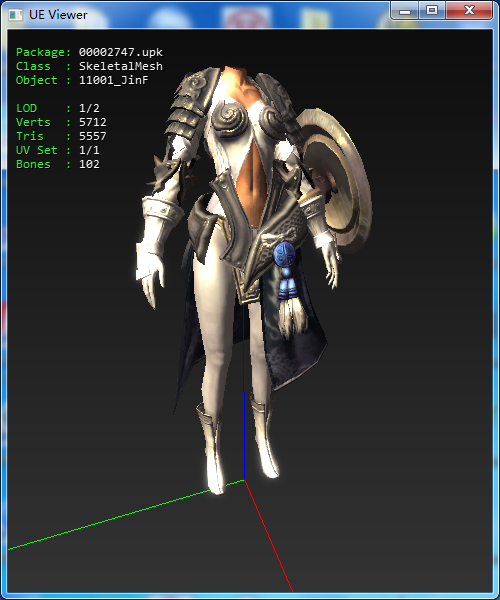 UE Viewer
Package: 00002747.upk
Class : SkeletalMesh
Object : 11001_JinF
LOD : 1/2
Verts : 5712
Tris : 5557
UV Set : 1/1
Bones : 102